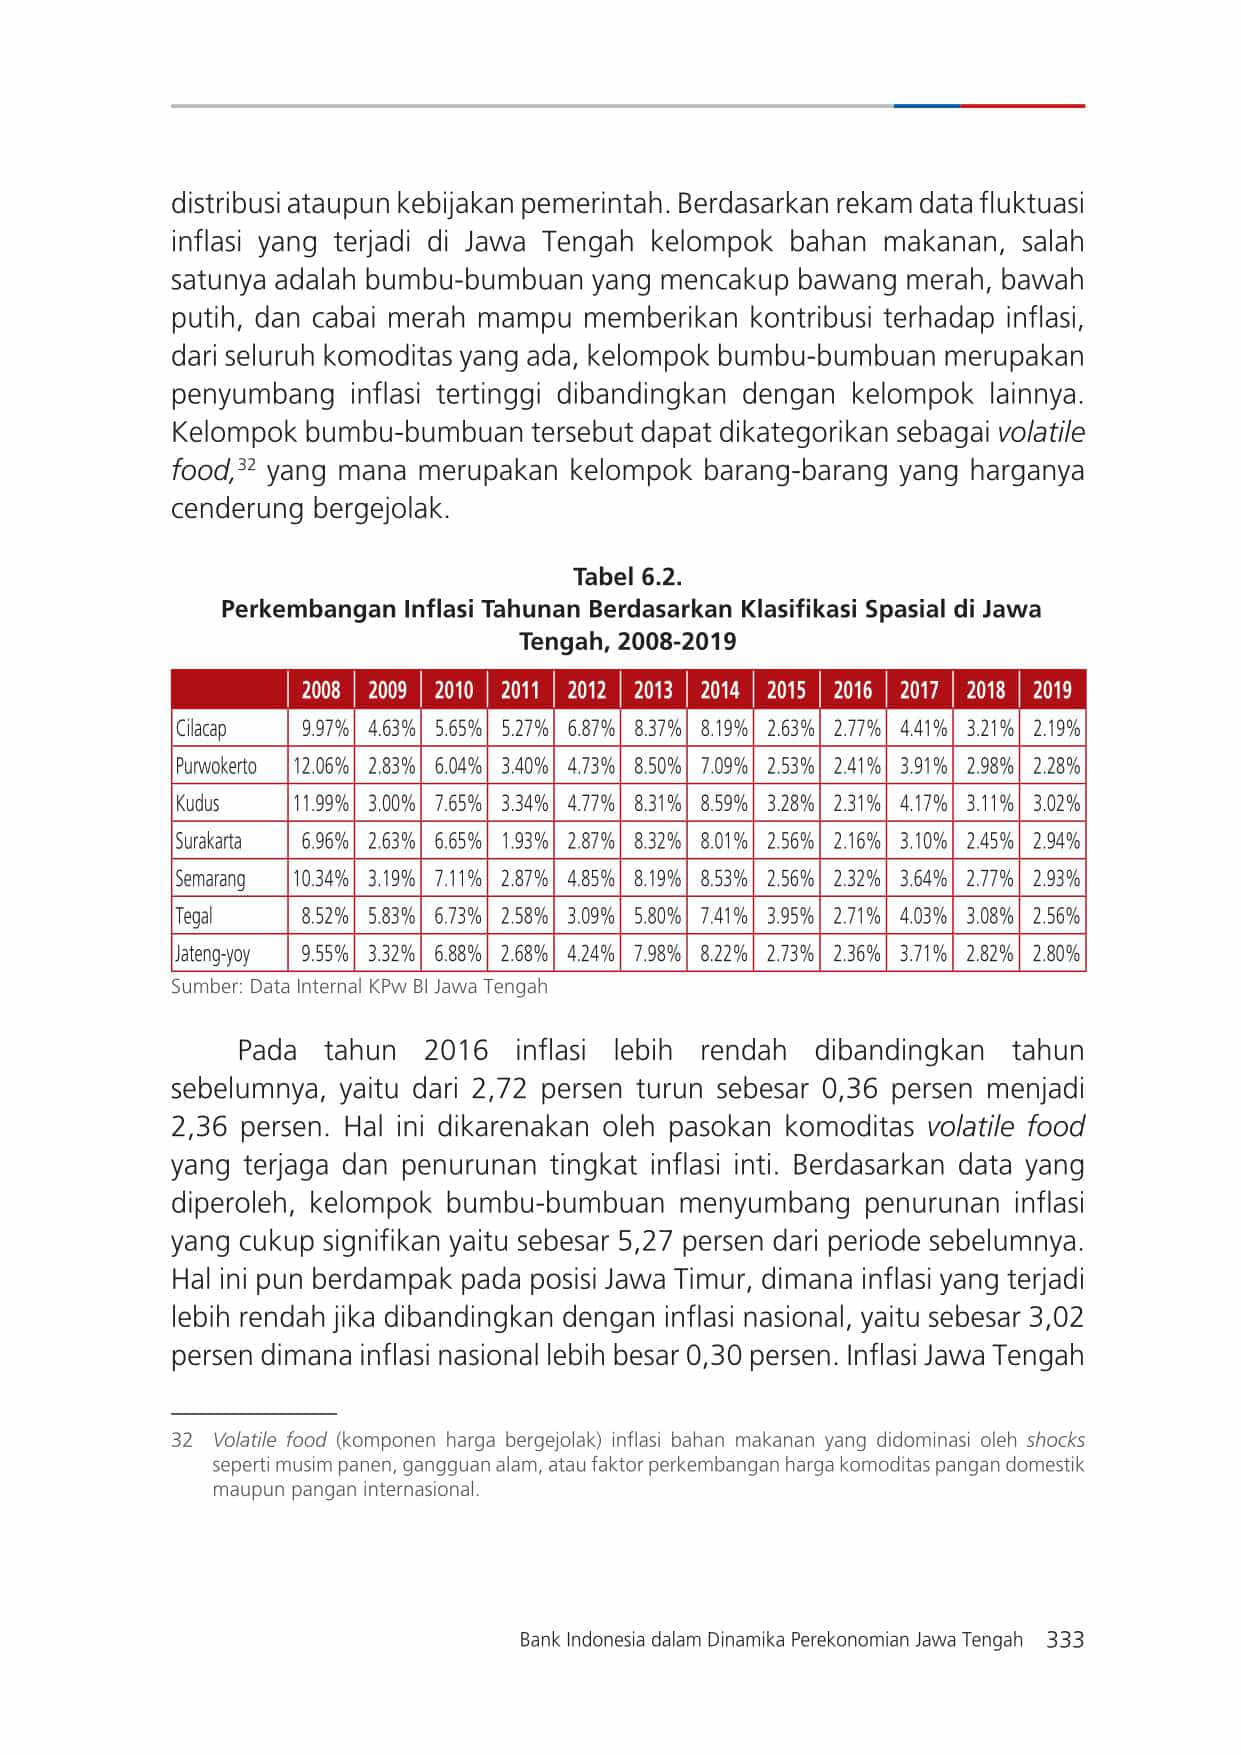 distribusi ataupun kebijakan pemerintah. Berdasarkan rekam data fluktuasi
inflasi yang terjadi di Jawa Tengah kelompok bahan makanan, salah
satunya adalah bumbu-bumbuan yang mencakup bawang merah, bawah
putih, dan cabai merah mampu memberikan kontribusi terhadap inflasi,
dari seluruh komoditas yang ada, kelompok bumbu-bumbuan merupakan
penyumbang inflasi tertinggi dibandingkan dengan kelompok lainnya.
Kelompok bumbu-bumbuan tersebut dapat dikategorikan sebagai volatile
food,32 yang mana merupakan kelompok barang-barang yang harganya
cenderung bergejolak.
Tabel 6.2.
Perkembangan Inflasi Tahunan Berdasarkan Klasifikasi Spasial di Jawa
Tengah, 2008-2019
2008 2009 2010 2011 2012 2013 2014 2015 2016 2017 2018 2019
Cilacap 9.97% 4.63% 5.65% 5.27% 6.87% 8.37% 8.19% 2.63% 2.77% 4.41% 3.21% 2.19%
Purwokerto 12.06% 2.83% 6.04% 3.40% 4.73% 8.50% 7.09% 2.53% 2.41% 3.91% 2.98% 2.28%
Kudus 11.99% 3.00% 7.65% 3.34% 4.77% 8.31% 8.59% 3.28% 2.31% 4.17% 3.11% 3.02%
Surakarta 6.96% 2.63% 6.65% 1.93% 2.87% 8.32% 8.01% 2.56% 2.16% 3.10% 2.45% 2.94%
Semarang 10.34% 3.19% 7.11% 2.87% 4.85% 8.19% 8.53% 2.56% 2.32% 3.64% 2.77% 2.93%
Tegal 8.52% 5.83% 6.73% 2.58% 3.09% 5.80% 7.41% 3.95% 2.71% 4.03% 3.08% 2.56%
Jateng-yoy 9.55% 3.32% 6.88% 2.68% 4.24% 7.98% 8.22% 2.73% 2.36% 3.71% 2.82% 2.80%
Sumber: Data Internal KPw BI Jawa Tengah
Pada tahun 2016 inflasi lebih rendah dibandingkan tahun
sebelumnya, yaitu dari 2,72 persen turun sebesar 0,36 persen menjadi
2,36 persen. Hal ini dikarenakan oleh pasokan komoditas volatile food
yang terjaga dan penurunan tingkat inflasi inti. Berdasarkan data yang
diperoleh, kelompok bumbu-bumbuan menyumbang penurunan inflasi
yang cukup signifikan yaitu sebesar 5,27 persen dari periode sebelumnya.
Hal ini pun berdampak pada posisi Jawa Timur, dimana inflasi yang terjadi
lebih rendah jika dibandingkan dengan inflasi nasional, yaitu sebesar 3,02
persen dimana inflasi nasional lebih besar 0,30 persen. Inflasi Jawa Tengah
32 Volatile food (komponen harga bergejolak) inflasi bahan makanan yang didominasi oleh shocks
seperti musim panen, gangguan alam, atau faktor perkembangan harga komoditas pangan domestik
maupun pangan internasional.
Bank Indonesia dalam Dinamika Perekonomian Jawa Tengah 333